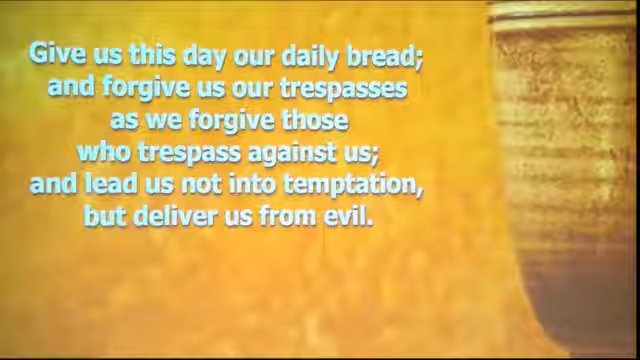 Give us this day our daily bread;
and forgive us our trespasses
as we forgive those
who trespass against us;
and lead us not into temptation,
but deliver us from evil.